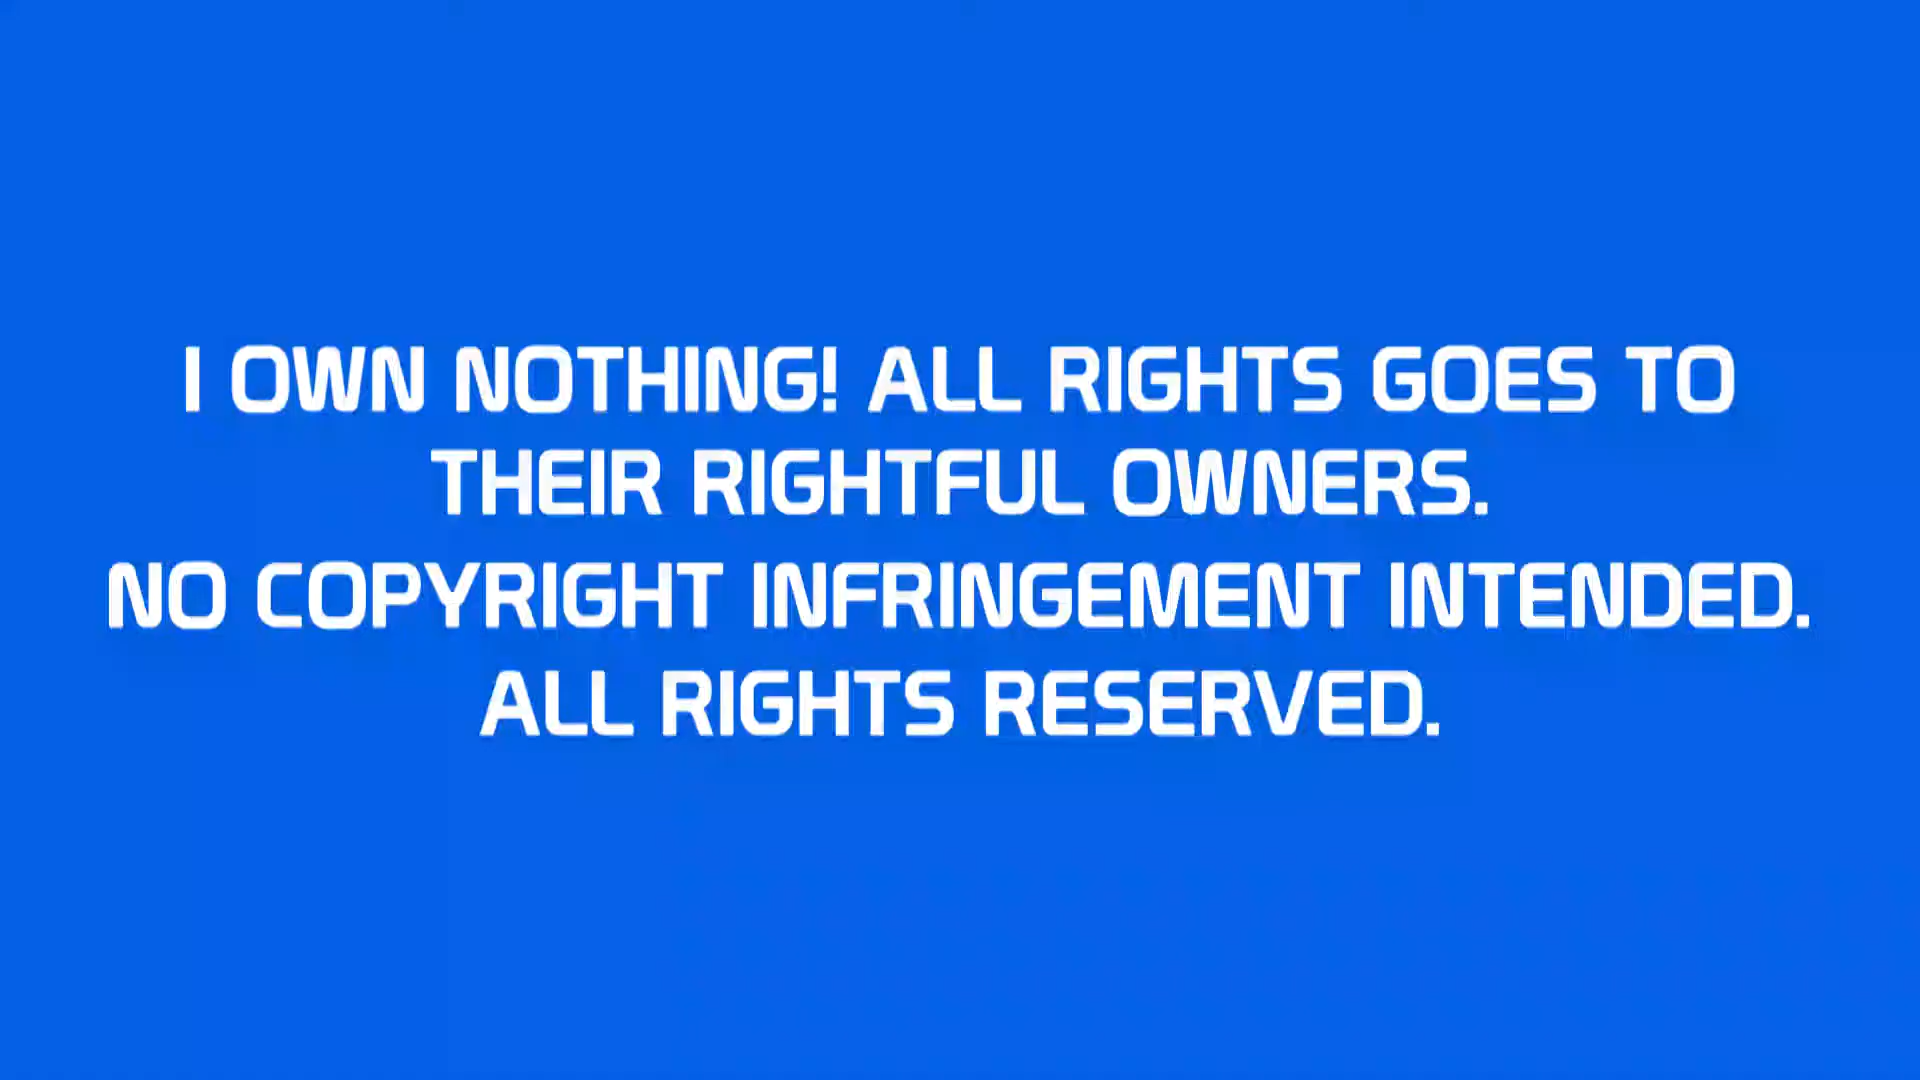 I OWN NOTHING! ALL RIGHTS GOES TO
THEIR RIGHTFUL OWNERS.
NO COPYRIGHT INFRINGEMENT INTENDED.
ALL RIGHTS RESERVED.